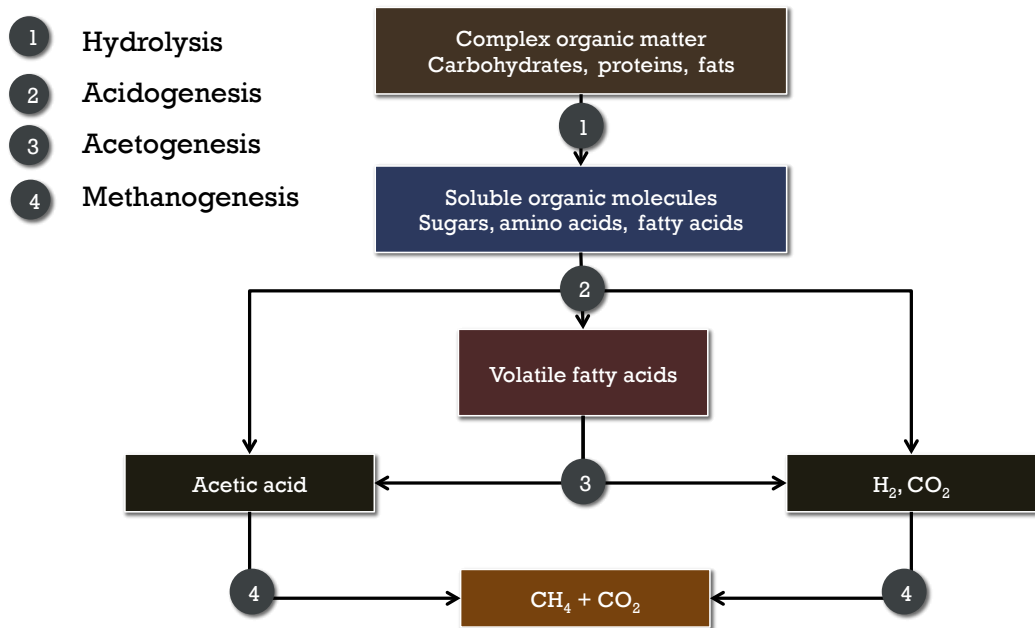 1 Hydrolysis
2 Acidogenesis
3 Acetogenesis
4 Methanogenesis
Complex organic matter
Carbohydrates, proteins, fats
1
Soluble organic molecules
Sugars, amino acids, fatty acids
2
Volatile fatty acids
Acetic acid
3
H₂, CO₂
4
CH₄ + CO₂
4